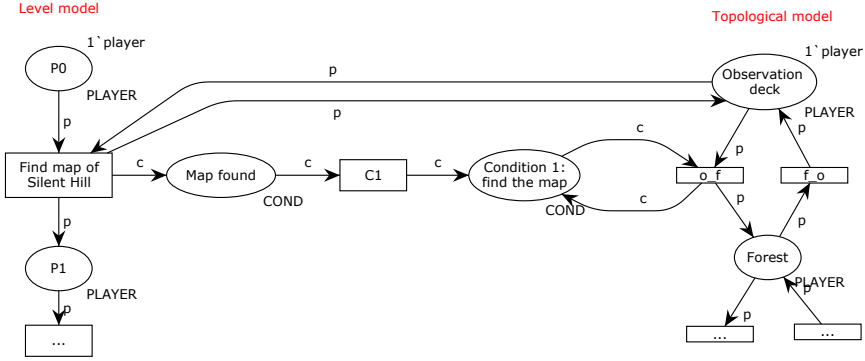 Level model
Topological model
1`player
1`player
P0
Observation
deck
p
PLAYER
p
PLAYER
p
p
p
c
c
Find map of
Silent Hill
c
Map found
c
C1
c
Condition 1:
find the map
o_f
f_o
COND
COND
c
p
p
p
P1
Forest
PLAYER
PLAYER
p
p
p
...
...
...